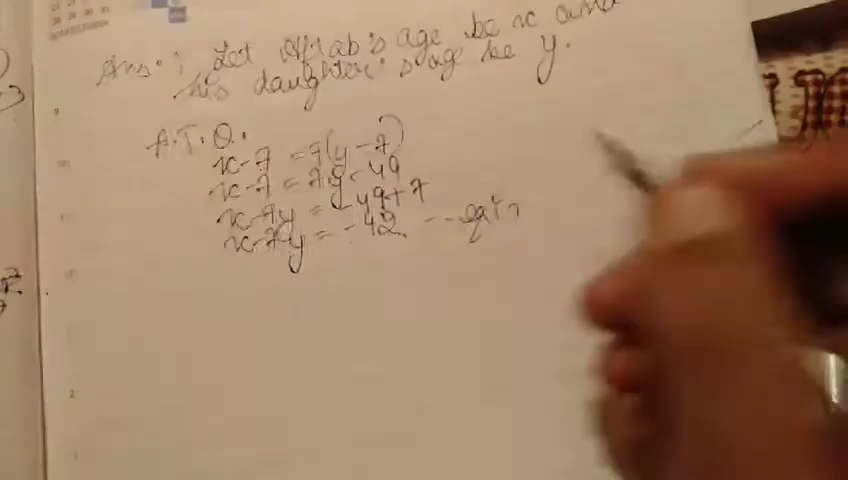 Ans: Let Aftab's age be x and
his daughter's age be y.
A.T.Q.
x-7 = 7(y-7)
x-7 = 7y-49
x-7y = -49+7
x-7y = -42. --- eqn